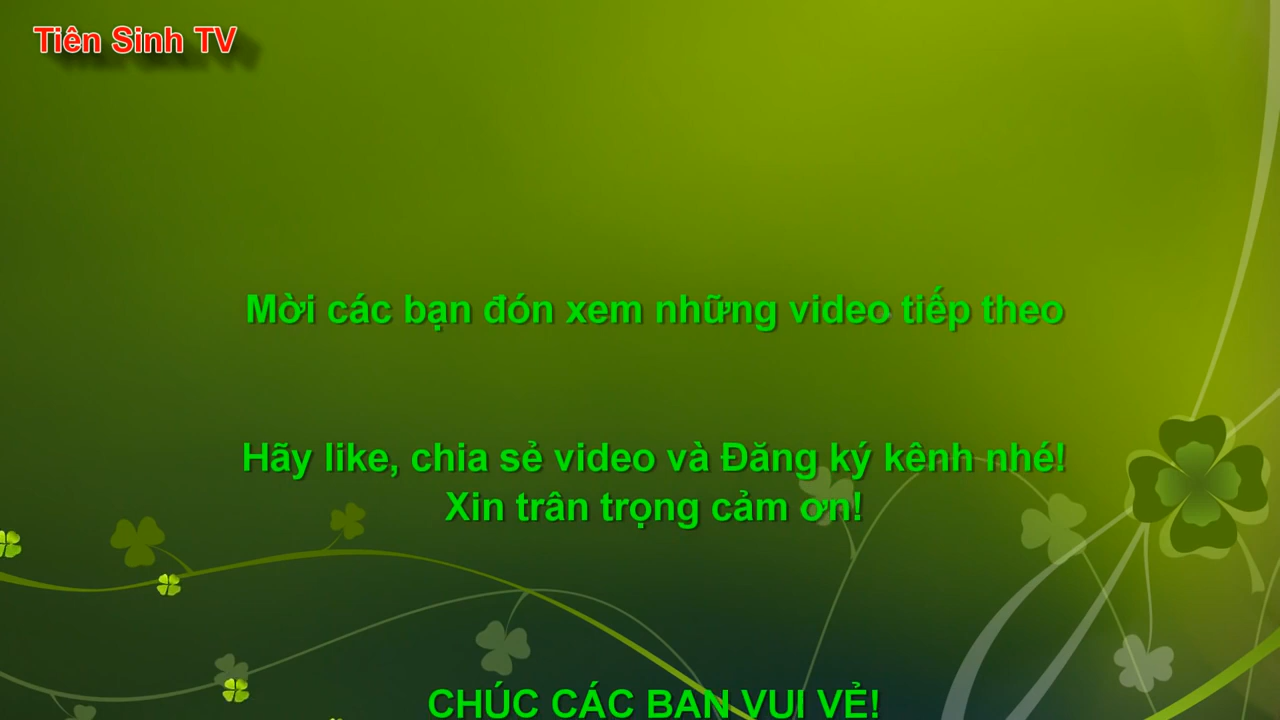 Tiên Sinh TV
Mời các bạn đón xem những video tiếp theo
Hãy like, chia sẻ video và Đăng ký kênh nhé!
Xin trân trọng cảm ơn!
CHÚC CÁC BẠN VUI VẺ!